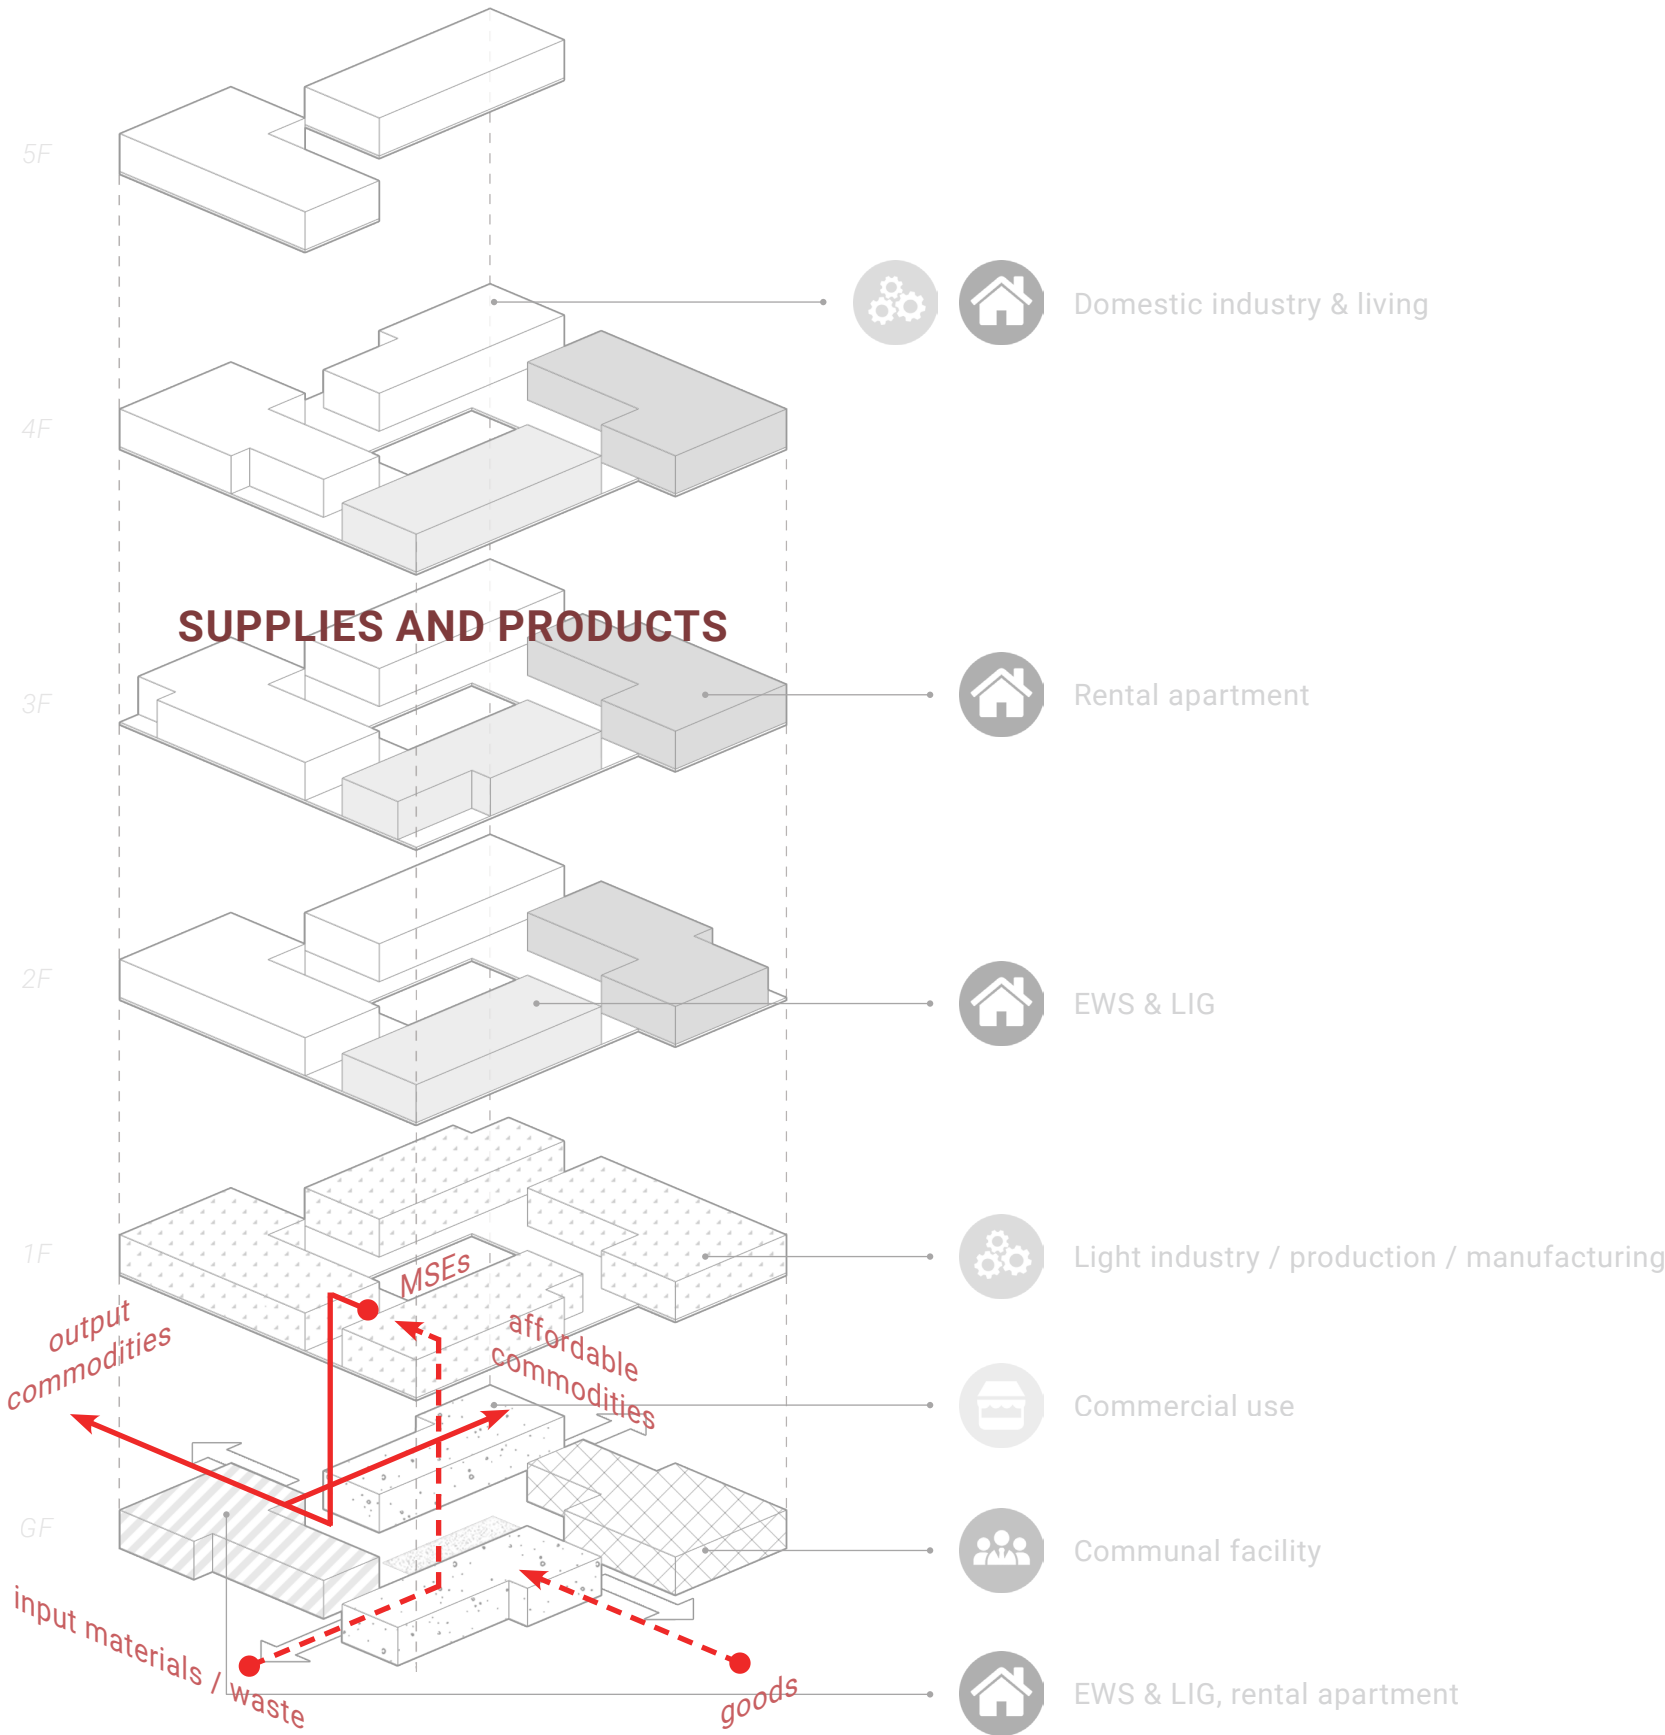 5F
Domestic industry & living
4F
SUPPLIES AND PRODUCTS
3F
Rental apartment
2F
EWS & LIG
1F
MSEs
Light industry / production / manufacturing
output
commodities
affordable
commodities
Commercial use
GF
Communal facility
input materials / waste
goods
EWS & LIG, rental apartment